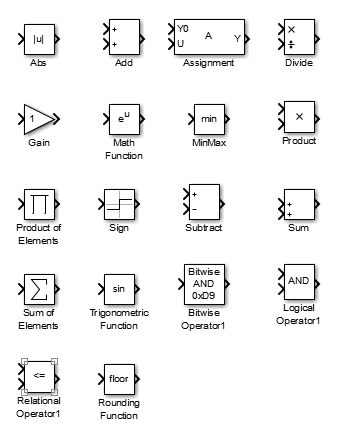 |u|
Abs
+
+
Add
Y0
U
A
Y
Assignment
×
÷
Divide
1
Gain
e^u
Math
Function
min
MinMax
×
Product
∏
Product of
Elements
Sign
+
−
Subtract
+
+
Sum
∑
Sum of
Elements
sin
Trigonometric
Function
Bitwise
AND
0xD9
Bitwise
Operator1
AND
Logical
Operator1
<=
Relational
Operator1
floor
Rounding
Function